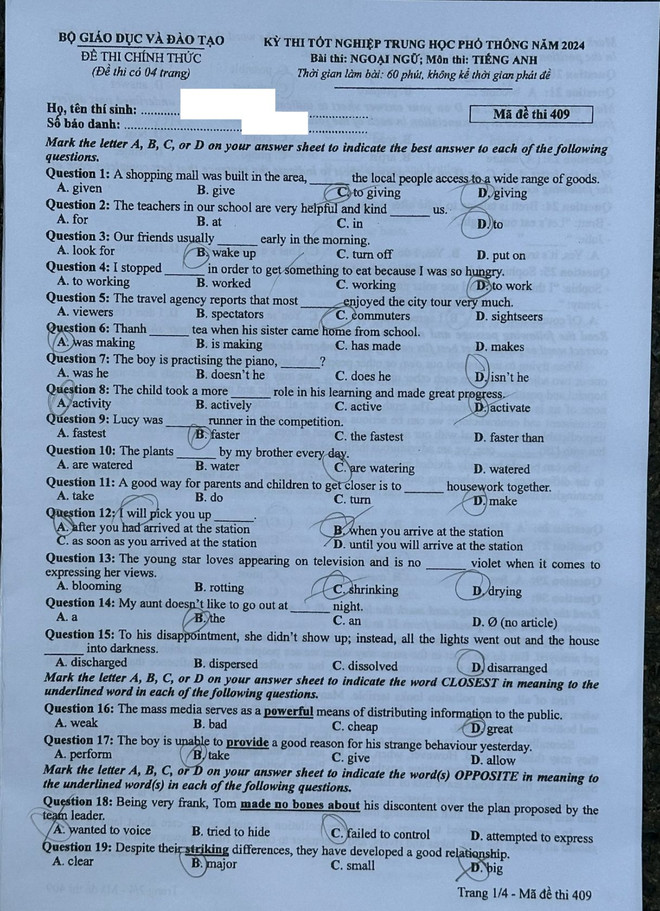 BỘ GIÁO DỤC VÀ ĐÀO TẠO
ĐỀ THI CHÍNH THỨC
(Đề thi có 04 trang)
KỲ THI TỐT NGHIỆP TRUNG HỌC PHỔ THÔNG NĂM 2024
Bài thi: NGOẠI NGỮ; Môn thi: TIẾNG ANH
Thời gian làm bài: 60 phút, không kể thời gian phát đề
Họ, tên thí sinh: ..........
Số báo danh: ..........
Mã đề thi 409
Mark the letter A, B, C, or D on your answer sheet to indicate the best answer to each of the following
questions.
Question 1: A shopping mall was built in the area, ______ the local people access to a wide range of goods.
A. given B. give C. to giving D. giving
Question 2: The teachers in our school are very helpful and kind ______ us.
A. for B. at C. in D. to
Question 3: Our friends usually ______ early in the morning.
A. look for B. wake up C. turn off D. put on
Question 4: I stopped ______ in order to get something to eat because I was so hungry.
A. to working B. worked C. working D. to work
Question 5: The travel agency reports that most ______ enjoyed the city tour very much.
A. viewers B. spectators C. commuters D. sightseers
Question 6: Thanh ______ tea when his sister came home from school.
A. was making B. is making C. has made D. makes
Question 7: The boy is practising the piano, ______?
A. was he B. doesn't he C. does he D. isn't he
Question 8: The child took a more ______ role in his learning and made great progress.
A. activity B. actively C. active D. activate
Question 9: Lucy was ______ runner in the competition.
A. fastest B. faster C. the fastest D. faster than
Question 10: The plants ______ by my brother every day.
A. are watered B. water C. are watering D. watered
Question 11: A good way for parents and children to get closer is to ______ housework together.
A. take B. do C. turn D. make
Question 12: I will pick you up ______.
A. after you had arrived at the station B. when you arrive at the station
C. as soon as you arrived at the station D. until you will arrive at the station
Question 13: The young star loves appearing on television and is no ______ violet when it comes to
expressing her views.
A. blooming B. rotting C. shrinking D. drying
Question 14: My aunt doesn't like to go out at ______ night.
A. a B. the C. an D. Ø (no article)
Question 15: To his disappointment, she didn't show up; instead, all the lights went out and the house
______ into darkness.
A. discharged B. dispersed C. dissolved D. disarranged
Mark the letter A, B, C, or D on your answer sheet to indicate the word CLOSEST in meaning to the
underlined word in each of the following questions.
Question 16: The mass media serves as a powerful means of distributing information to the public.
A. weak B. bad C. cheap D. great
Question 17: The boy is unable to provide a good reason for his strange behaviour yesterday.
A. perform B. take C. give D. allow
Mark the letter A, B, C, or D on your answer sheet to indicate the word(s) OPPOSITE in meaning to
the underlined word(s) in each of the following questions.
Question 18: Being very frank, Tom made no bones about his discontent over the plan proposed by the
team leader.
A. wanted to voice B. tried to hide C. failed to control D. attempted to express
Question 19: Despite their striking differences, they have developed a good relationship.
A. clear B. major C. small D. big
Trang 1/4 - Mã đề thi 409